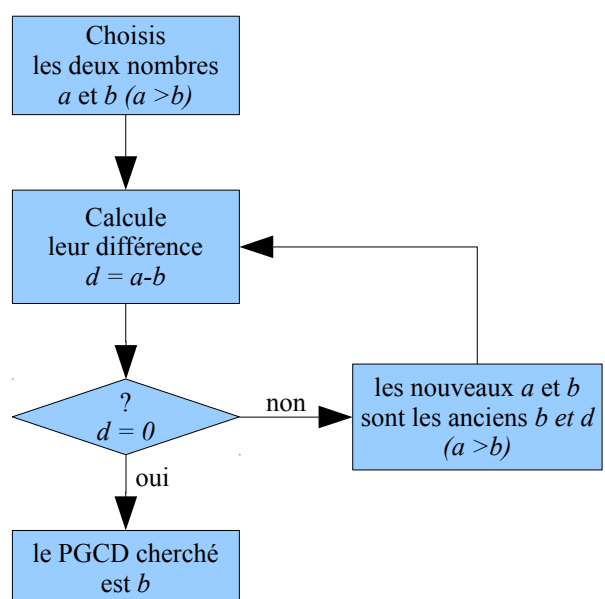 Choisis
les deux nombres
a et b (a >b)
Calcule
leur différence
d = a-b
?
d = 0
non
les nouveaux a et b
sont les anciens b et d
(a >b)
oui
le PGCD cherché
est b